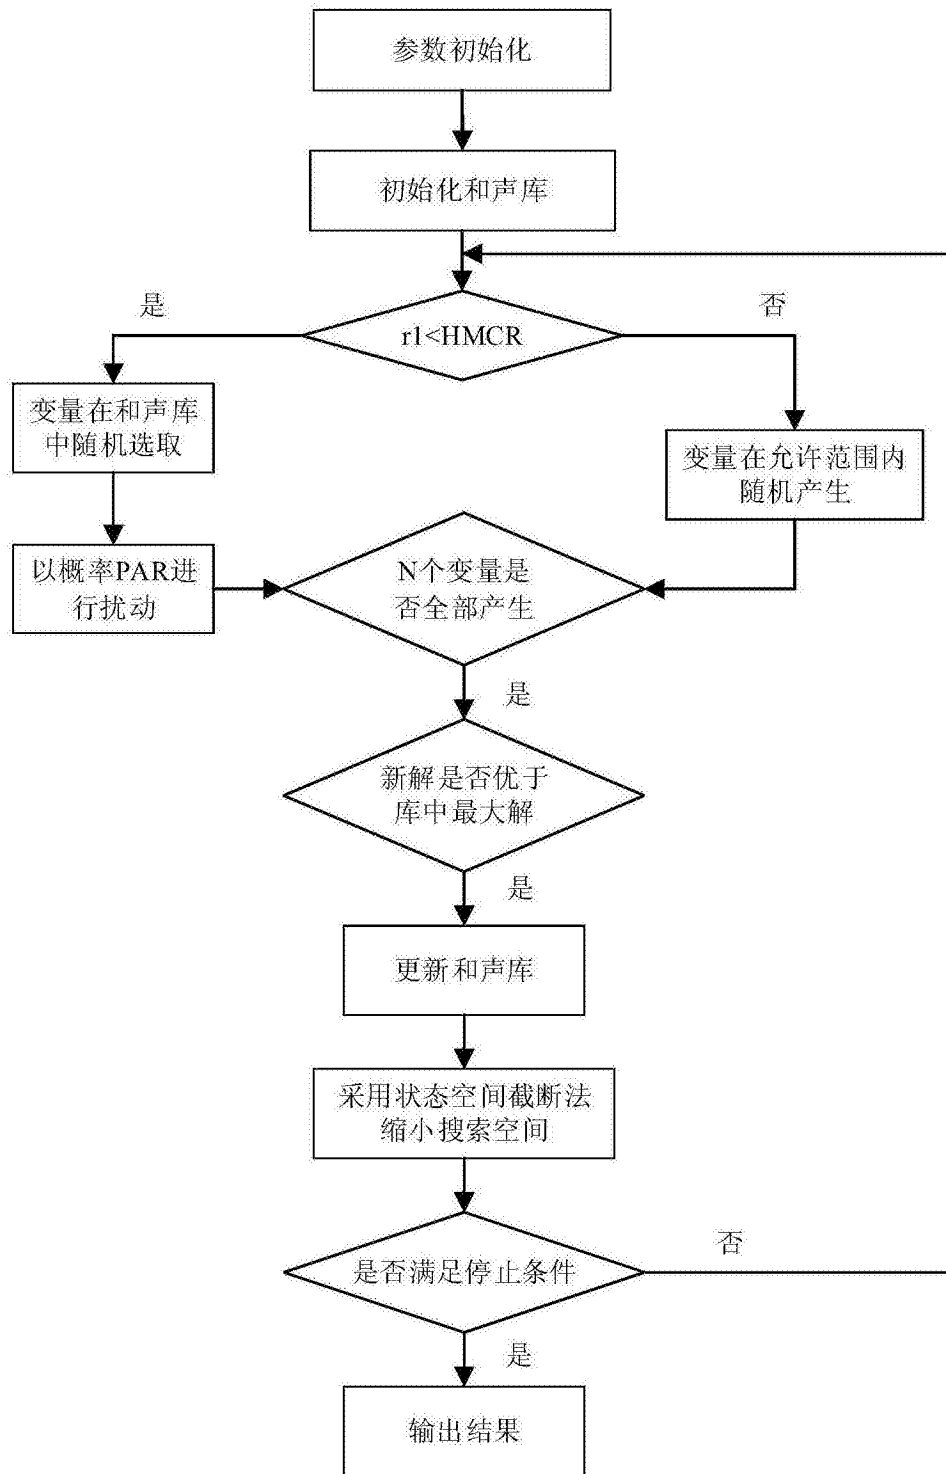 参数初始化
初始化和声库
是
否
r1<HMCR
变量在和声库
中随机选取
变量在允许范围内
随机产生
以概率PAR进
行扰动
N个变量是
否全部产生
是
新解是否优于
库中最大解
是
更新和声库
采用状态空间截断法
缩小搜索空间
否
是否满足停止条件
是
输出结果